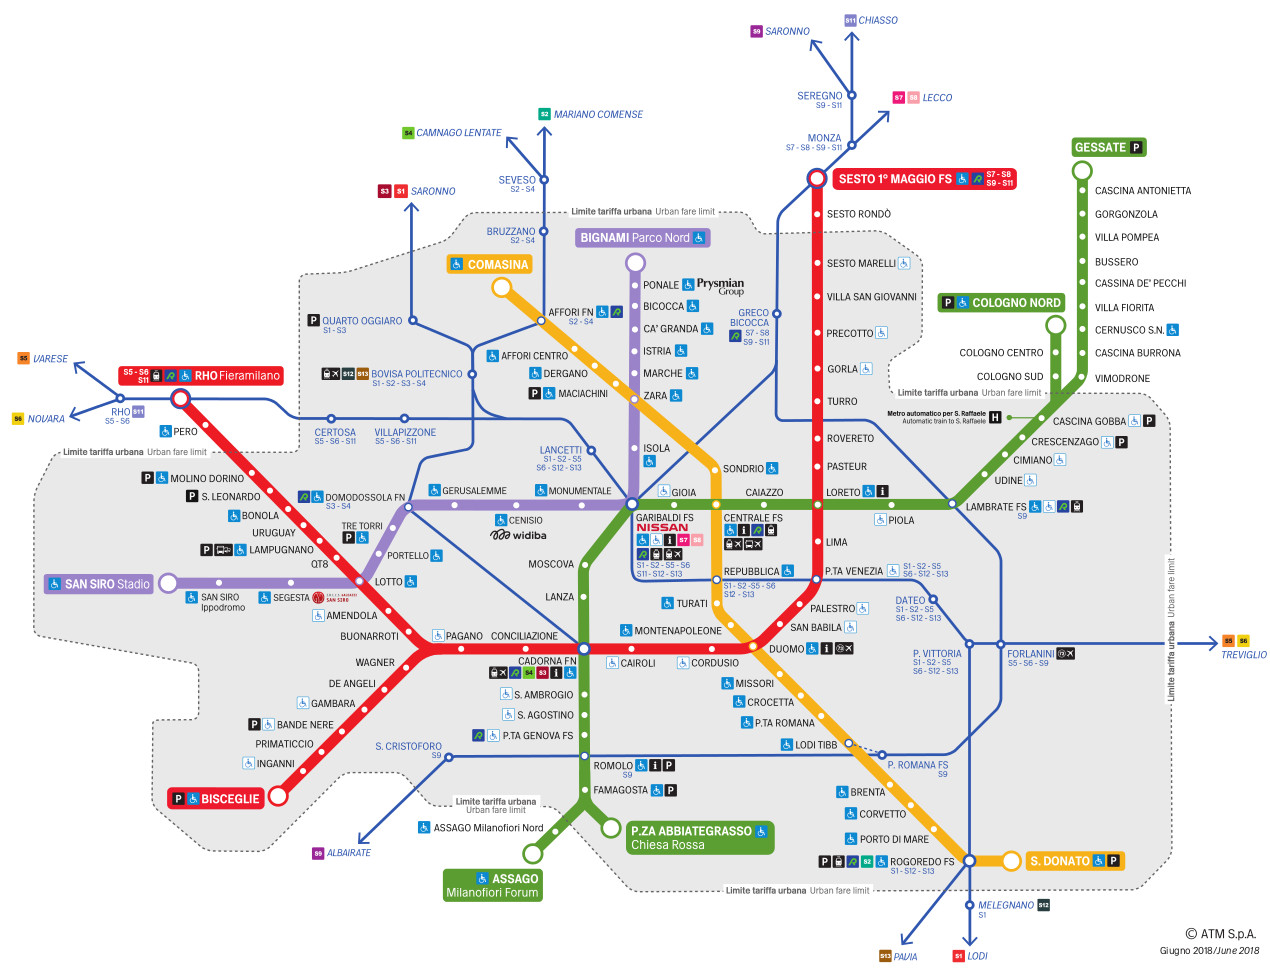 S11 CHIASSO
S9 SARONNO
SEREGNO
S9 - S11
S7 S8 LECCO
MONZA
S7 - S8 - S9 - S11
S2 MARIANO COMENSE
S4 CAMNAGO LENTATE
SEVESO
S2 - S4
S3 S1 SARONNO
BRUZZANO
S2 - S4
GESSATE P
CASCINA ANTONIETTA
GORGONZOLA
VILLA POMPEA
BUSSERO
CASSINA DE' PECCHI
VILLA FIORITA
CERNUSCO S.N.
CASCINA BURRONA
VIMODRONE
SESTO 1º MAGGIO FS S7 - S8
S9 - S11
SESTO RONDÒ
SESTO MARELLI
VILLA SAN GIOVANNI
PRECOTTO
GORLA
TURRO
ROVERETO
PASTEUR
LORETO i
LIMA
Limite tariffa urbana Urban fare limit
BIGNAMI Parco Nord
PONALE Prysmian
Group
BICOCCA
CA' GRANDA
ISTRIA
MARCHE
ZARA
ISOLA
COMASINA
AFFORI FN
S2 - S4
AFFORI CENTRO
DERGANO
P MACIACHINI
SONDRIO
GRECO
BICOCCA
S7 - S8
S9 - S11
P COLOGNO NORD
COLOGNO CENTRO
COLOGNO SUD
Limite tariffa urbana Urban fare limit
Metro automatico per S. Raffaele H
Automatic train to S. Raffaele
CASCINA GOBBA P
CRESCENZAGO P
CIMIANO
UDINE
LAMBRATE FS
S9
P QUARTO OGGIARO
S1 - S3
S12 S13 BOVISA POLITECNICO
S1 - S2 - S3 - S4
S5 VARESE
S6 NOVARA
RHO S11
S5 - S6
S5 - S6
S11 RHO Fieramilano
CERTOSA
S5 - S6 - S11
VILLAPIZZONE
S5 - S6 - S11
LANCETTI
S1 - S2 - S5
S6 - S12 - S13
PERO
Limite tariffa urbana Urban fare limit
P MOLINO DORINO
P S. LEONARDO
BONOLA
URUGUAY
P LAMPUGNANO
QT8
LOTTO
AMENDOLA
BUONARROTI
PAGANO
CONCILIAZIONE
DOMODOSSOLA FN
S3 - S4
GERUSALEMME
CENISIO
widiba
MONUMENTALE
TRE TORRI
P
PORTELLO
SAN SIRO Stadio
SAN SIRO
Ippodromo
SEGESTA
SAN SIRO
GARIBALDI FS
NISSAN
i S7 S8
S1 - S2 - S5 - S6
S11 - S12 - S13
GIOIA
CENTRALE FS
i
CAIAZZO
PIOLA
MOSCOVA
LANZA
REPUBBLICA
S1 - S2 - S5 - S6
S12 - S13
P.TA VENEZIA S1 - S2 - S5
S6 - S12 - S13
TURATI
MONTENAPOLEONE
PALESTRO
SAN BABILA
DUOMO i
DATEO
S1 - S2 - S5
S6 - S12 - S13
P. VITTORIA
S1 - S2 - S5
S6 - S12 - S13
FORLANINI
S5 - S6 - S9
S5 S6
TREVIGLIO
Limite tariffa urbana Urban fare limit
CADORNA FN
S4 S3 i
CAIROLI
CORDUSIO
WAGNER
DE ANGELI
GAMBARA
P BANDE NERE
PRIMATICCIO
INGANNI
P BISCEGLIE
S. AMBROGIO
S. AGOSTINO
P.TA GENOVA FS
MISSORI
CROCETTA
P.TA ROMANA
LODI TIBB
P. ROMANA FS
S9
S. CRISTOFORO
S9
ROMOLO i P
S9
FAMAGOSTA P
BRENTA
CORVETTO
PORTO DI MARE
P S2 ROGOREDO FS
S1 - S12 - S13
S. DONATO P
Limite tariffa urbana
Urban fare limit
ASSAGO Milanofiori Nord
P.ZA ABBIATEGRASSO
Chiesa Rossa
ASSAGO
Milanofiori Forum
S9 ALBAIRATE
Limite tariffa urbana Urban fare limit
MELEGNANO S12
S1
S13 PAVIA
S1 LODI
© ATM S.p.A.
Giugno 2018/June 2018